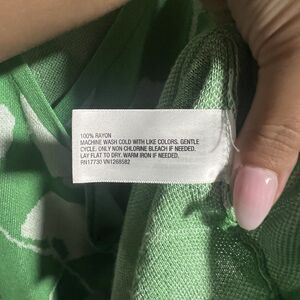 100% RAYON
MACHINE WASH COLD WITH LIKE COLORS. GENTLE
CYCLE. ONLY NON CHLORINE BLEACH IF NEEDED.
LAY FLAT TO DRY. WARM IRON IF NEEDED.
RN17730 VN1268582